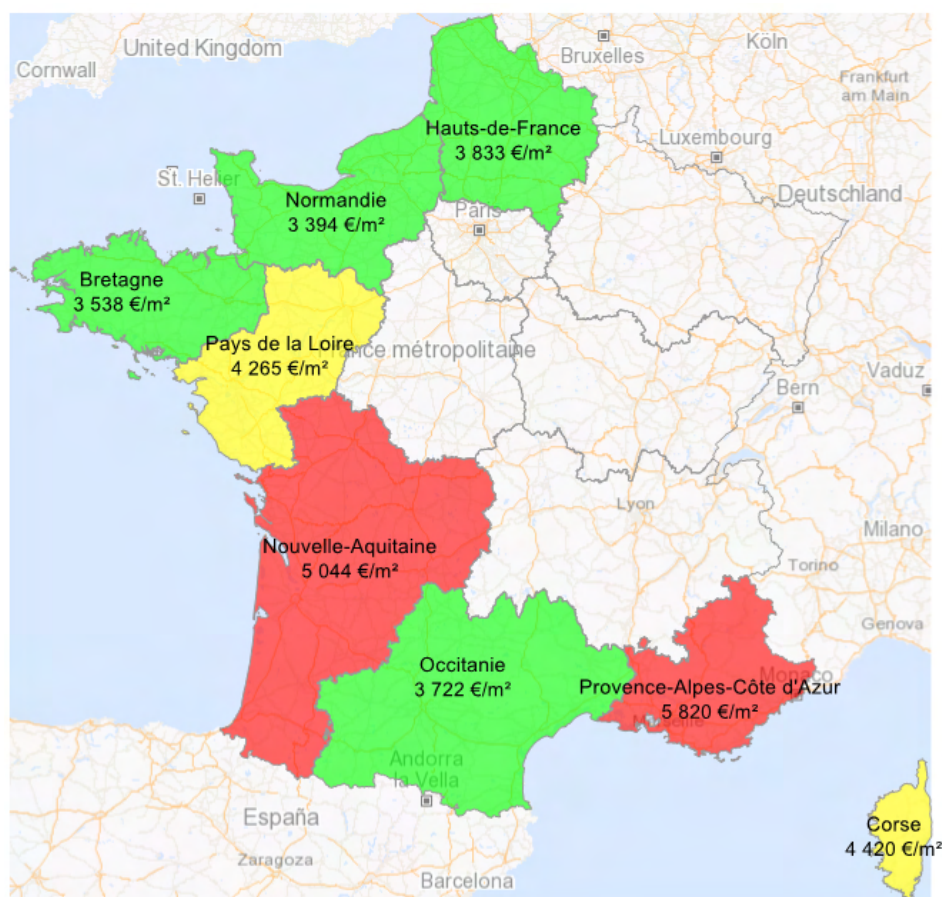 United Kingdom
Cornwall
Bruxelles
Köln
Frankfurt
am Main
Hauts-de-France
3 833 €/m²
Luxembourg
St. Helier
Deutschland
Normandie
3 394 €/m²
Paris
Bretagne
3 538 €/m²
Pays de la Loire
4 265 €/m²
France métropolitaine
Bern
Vaduz
Lyon
Milano
Nouvelle-Aquitaine
5 044 €/m²
Torino
Genova
Occitanie
3 722 €/m²
Monaco
Provence-Alpes-Côte d'Azur
5 820 €/m²
Marseille
Andorra
la Vella
España
Corse
4 420 €/m²
Zaragoza
Barcelona